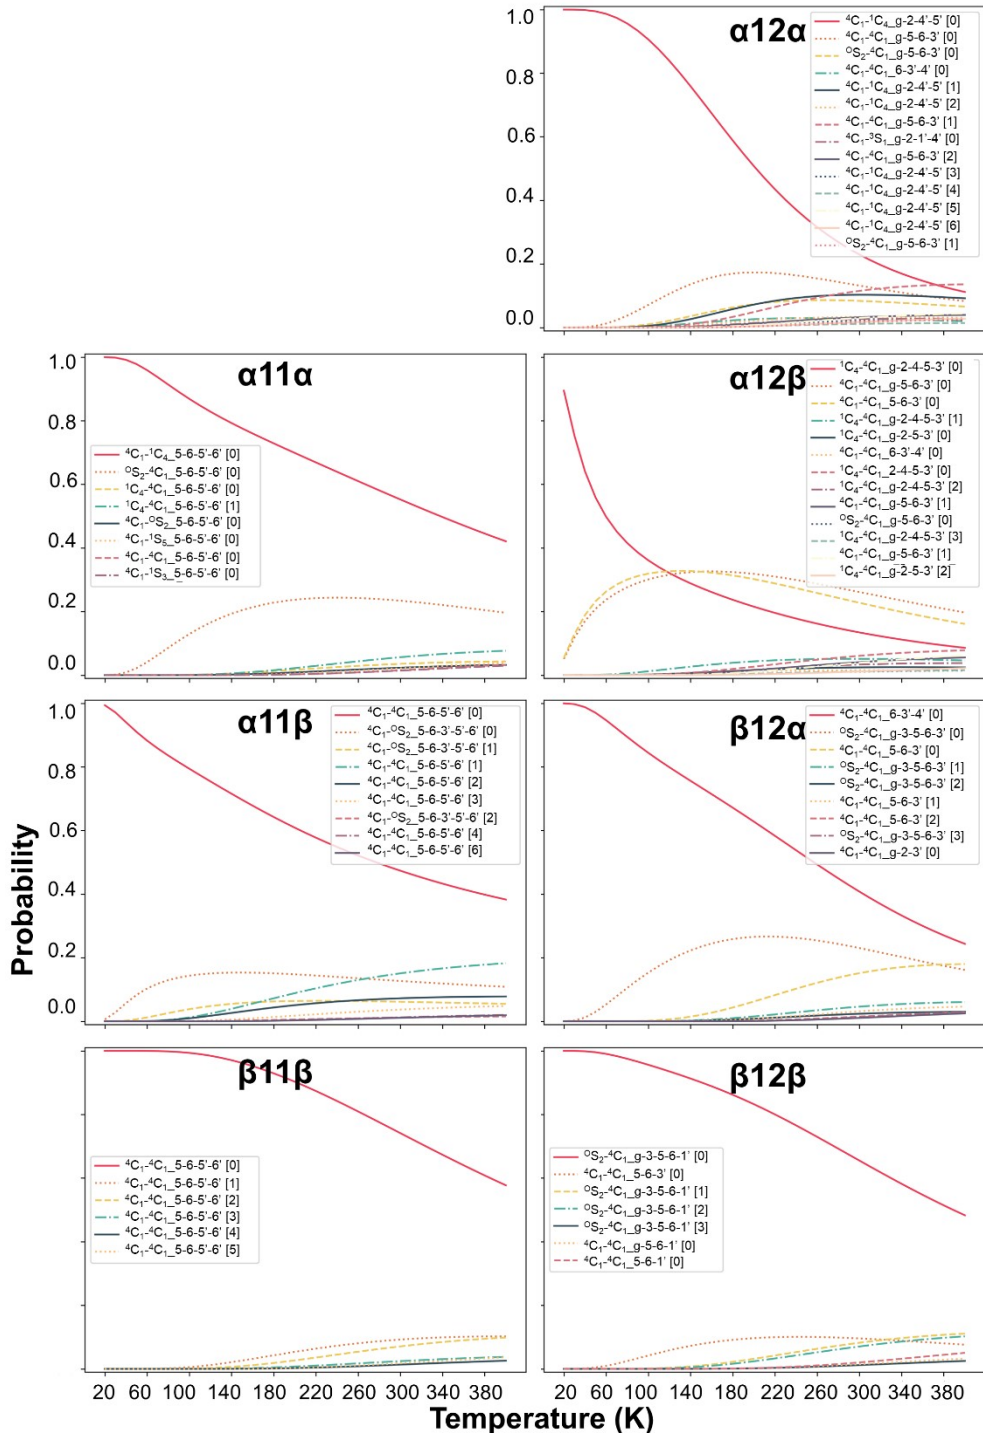 α12α
⁴C₁-¹C₄_g-2-4'-5' [0]
⁴C₁-⁴C₁_g-5-6-3' [0]
ᴼS₂-⁴C₁_g-5-6-3' [0]
⁴C₁-⁴C₁_6-3'-4' [0]
⁴C₁-¹C₄_g-2-4'-5' [1]
⁴C₁-¹C₄_g-2-4'-5' [2]
⁴C₁-⁴C₁_g-5-6-3' [1]
⁴C₁-³S₁_g-2-1'-4' [0]
⁴C₁-⁴C₁_g-5-6-3' [2]
⁴C₁-¹C₄_g-2-4'-5' [3]
⁴C₁-¹C₄_g-2-4'-5' [4]
⁴C₁-¹C₄_g-2-4'-5' [5]
⁴C₁-¹C₄_g-2-4'-5' [6]
ᴼS₂-⁴C₁_g-5-6-3' [1]
1.0
0.8
0.6
0.4
0.2
0.0
α11α
⁴C₁-¹C₄_5-6-5'-6' [0]
ᴼS₂-⁴C₁_5-6-5'-6' [0]
¹C₄-⁴C₁_5-6-5'-6' [0]
¹C₄-⁴C₁_5-6-5'-6' [1]
⁴C₁-ᴼS₂_5-6-5'-6' [0]
⁴C₁-¹S₅_5-6-5'-6' [0]
⁴C₁-⁴C₁_5-6-5'-6' [0]
⁴C₁-¹S₃_5-6-5'-6' [0]
1.0
0.8
0.6
0.4
0.2
0.0
α12β
¹C₄-⁴C₁_g-2-4-5-3' [0]
⁴C₁-⁴C₁_g-5-6-3' [0]
⁴C₁-⁴C₁_5-6-3' [0]
¹C₄-⁴C₁_g-2-4-5-3' [1]
¹C₄-⁴C₁_g-2-5-3' [0]
⁴C₁-⁴C₁_6-3'-4' [0]
¹C₄-⁴C₁_2-4-5-3' [0]
¹C₄-⁴C₁_g-2-4-5-3' [2]
⁴C₁-⁴C₁_g-5-6-3' [1]
ᴼS₂-⁴C₁_g-5-6-3' [0]
¹C₄-⁴C₁_g-2-4-5-3' [3]
⁴C₁-⁴C₁_g-5-6-3' [1]
¹C₄-⁴C₁_g-2-5-3' [2]
α11β
⁴C₁-⁴C₁_5-6-5'-6' [0]
⁴C₁-ᴼS₂_5-6-3'-5'-6' [0]
⁴C₁-ᴼS₂_5-6-3'-5'-6' [1]
⁴C₁-⁴C₁_5-6-5'-6' [1]
⁴C₁-⁴C₁_5-6-5'-6' [2]
⁴C₁-⁴C₁_5-6-5'-6' [3]
⁴C₁-ᴼS₂_5-6-3'-5'-6' [2]
⁴C₁-⁴C₁_5-6-5'-6' [4]
⁴C₁-⁴C₁_5-6-5'-6' [6]
1.0
0.8
0.6
0.4
0.2
0.0
β12α
⁴C₁-⁴C₁_6-3'-4' [0]
ᴼS₂-⁴C₁_g-3-5-6-3' [0]
⁴C₁-⁴C₁_5-6-3' [0]
ᴼS₂-⁴C₁_g-3-5-6-3' [1]
ᴼS₂-⁴C₁_g-3-5-6-3' [2]
⁴C₁-⁴C₁_5-6-3' [1]
⁴C₁-⁴C₁_5-6-3' [2]
ᴼS₂-⁴C₁_g-3-5-6-3' [3]
⁴C₁-⁴C₁_g-2-3' [0]
Probability
β11β
⁴C₁-⁴C₁_5-6-5'-6' [0]
⁴C₁-⁴C₁_5-6-5'-6' [1]
⁴C₁-⁴C₁_5-6-5'-6' [2]
⁴C₁-⁴C₁_5-6-5'-6' [3]
⁴C₁-⁴C₁_5-6-5'-6' [4]
⁴C₁-⁴C₁_5-6-5'-6' [5]
20 60 100 140 180 220 260 300 340 380
β12β
ᴼS₂-⁴C₁_g-3-5-6-1' [0]
⁴C₁-⁴C₁_5-6-3' [0]
ᴼS₂-⁴C₁_g-3-5-6-1' [1]
ᴼS₂-⁴C₁_g-3-5-6-1' [2]
ᴼS₂-⁴C₁_g-3-5-6-1' [3]
⁴C₁-⁴C₁_g-5-6-1' [0]
⁴C₁-⁴C₁_5-6-1' [0]
20 60 100 140 180 220 260 300 340 380
Temperature (K)